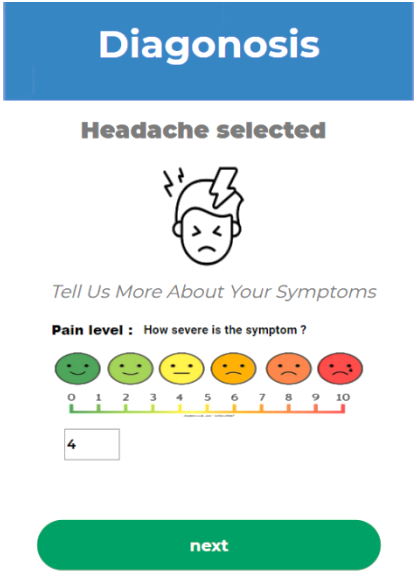 Diagonosis
Headache selected
Tell Us More About Your Symptoms
Pain level : How severe is the symptom ?
0 1 2 3 4 5 6 7 8 9 10
4
next